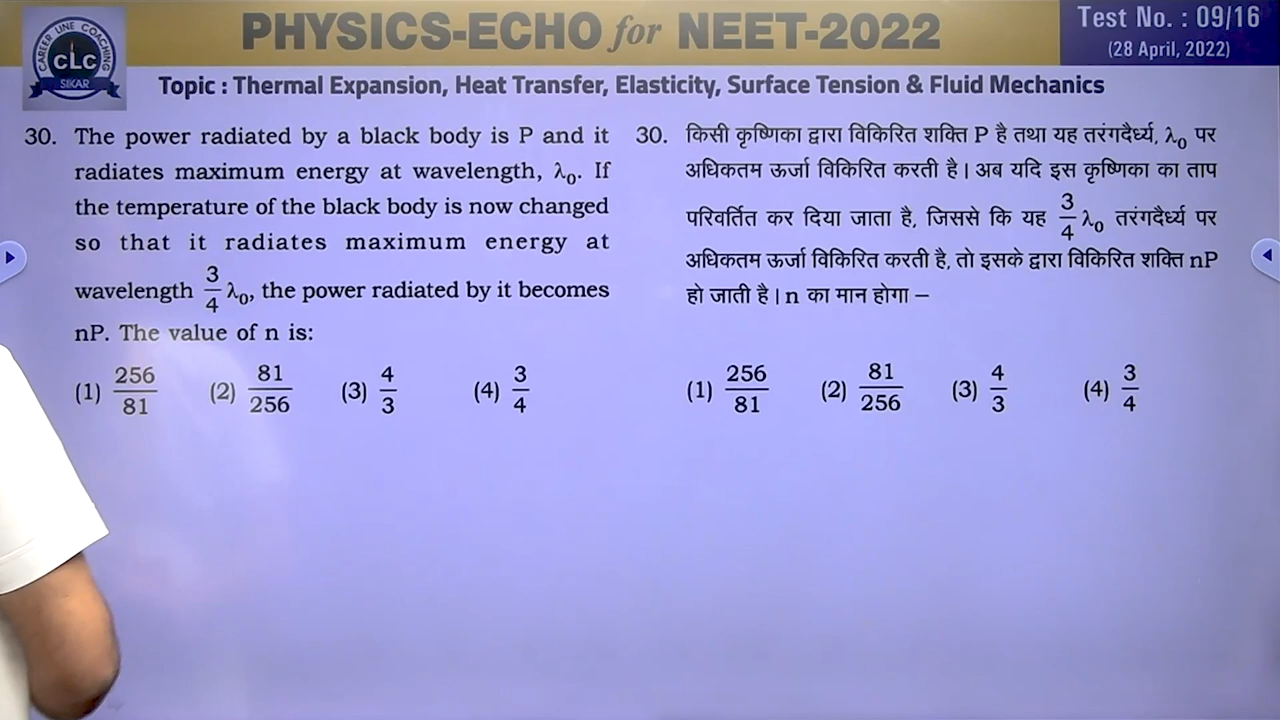 CAREER LINE COACHING
CLC
SIKAR
PHYSICS-ECHO for NEET-2022
Test No. : 09/16
(28 April, 2022)
Topic : Thermal Expansion, Heat Transfer, Elasticity, Surface Tension & Fluid Mechanics
30. The power radiated by a black body is P and it
radiates maximum energy at wavelength, λ₀. If
the temperature of the black body is now changed
so that it radiates maximum energy at
wavelength 3/4 λ₀, the power radiated by it becomes
nP. The value of n is:
(1) 256/81 (2) 81/256 (3) 4/3 (4) 3/4
30. किसी कृष्णिका द्वारा विकिरित शक्ति P है तथा यह तरंगदैर्ध्य, λ₀ पर
अधिकतम ऊर्जा विकिरित करती है। अब यदि इस कृष्णिका का ताप
परिवर्तित कर दिया जाता है, जिससे कि यह 3/4 λ₀ तरंगदैर्ध्य पर
अधिकतम ऊर्जा विकिरित करती है, तो इसके द्वारा विकिरित शक्ति nP
हो जाती है। n का मान होगा –
(1) 256/81 (2) 81/256 (3) 4/3 (4) 3/4